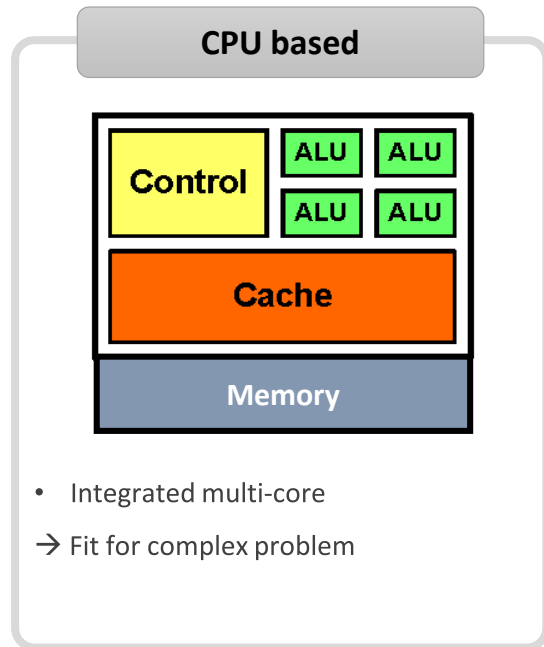 CPU based
Control
ALU ALU
ALU ALU
Cache
Memory
• Integrated multi-core
→ Fit for complex problem